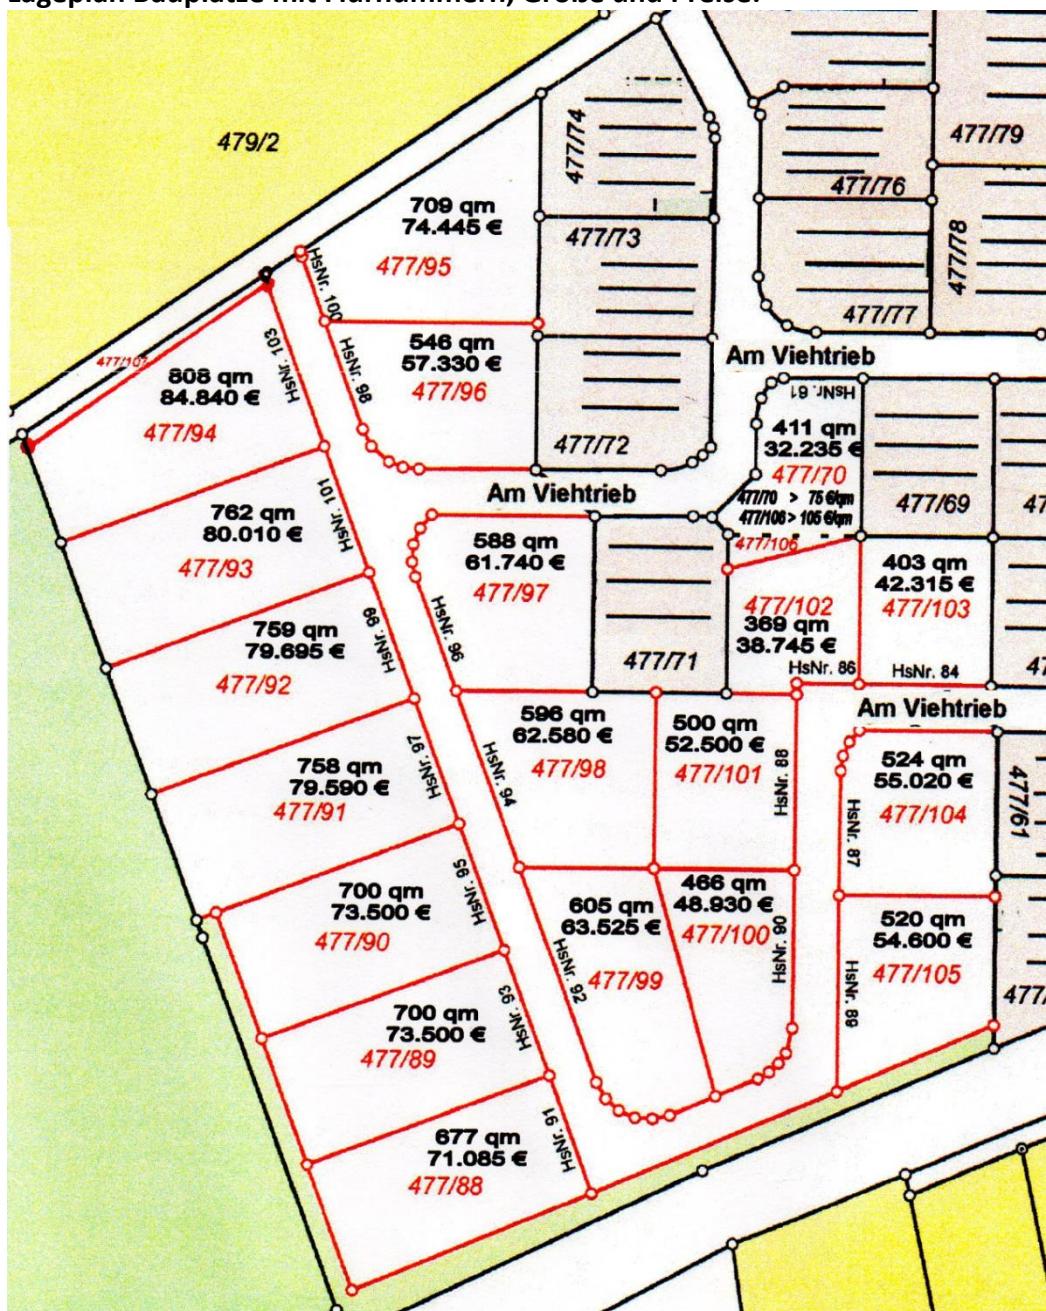 Lageplan Bauplätze mit Flurnummern, Größe und Preise:
479/2
477/74
477/79
477/76
709 qm
74.445 €
477/95
477/73
477/78
HsNr. 100
477/77
477/107
808 qm
84.840 €
477/94
HsNr. 103
546 qm
57.330 €
477/96
HsNr. 98
477/72
Am Viehtrieb
HsNr. 61
411 qm
32.235 €
477/70
477/70 > 75 €/qm
477/106 > 105 €/qm
477/69
Am Viehtrieb
762 qm
80.010 €
477/93
HsNr. 101
588 qm
61.740 €
477/97
HsNr. 96
477/106
477/102
369 qm
38.745 €
HsNr. 86
403 qm
42.315 €
477/103
HsNr. 84
477/71
759 qm
79.695 €
477/92
HsNr. 99
Am Viehtrieb
596 qm
62.580 €
477/98
HsNr. 94
500 qm
52.500 €
477/101
HsNr. 88
524 qm
55.020 €
477/104
HsNr. 87
477/61
758 qm
79.590 €
477/91
HsNr. 97
700 qm
73.500 €
477/90
HsNr. 95
605 qm
63.525 €
477/99
HsNr. 92
466 qm
48.930 €
477/100
HsNr. 90
520 qm
54.600 €
477/105
HsNr. 89
477/
700 qm
73.500 €
477/89
HsNr. 93
677 qm
71.085 €
477/88
HsNr. 91